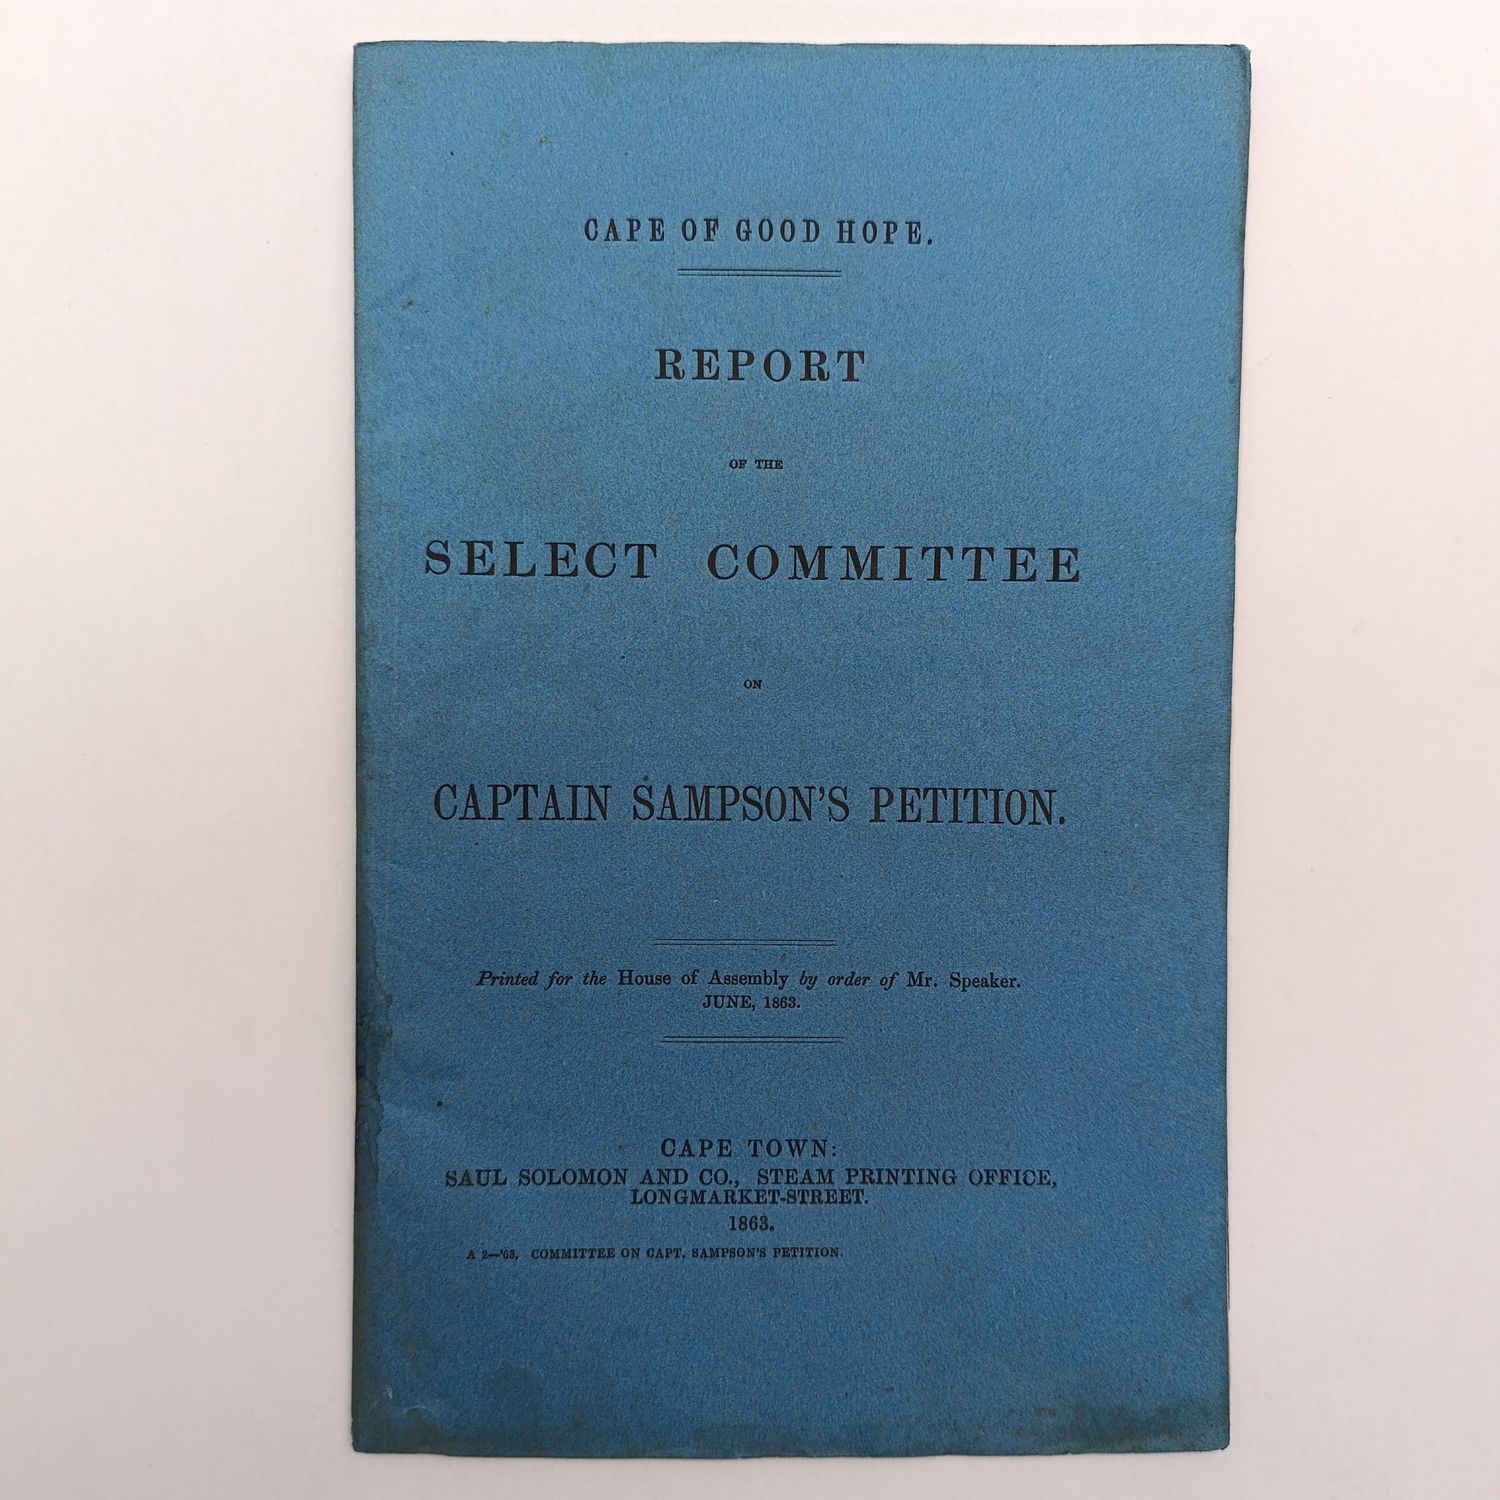 CAPE OF GOOD HOPE.
REPORT
OF THE
SELECT COMMITTEE
ON
CAPTAIN SAMPSON'S PETITION.
Printed for the House of Assembly by order of Mr. Speaker.
JUNE, 1863.
CAPE TOWN:
SAUL SOLOMON AND CO., STEAM PRINTING OFFICE,
LONGMARKET-STREET.
1863.
A 2—'63. COMMITTEE ON CAPT. SAMPSON'S PETITION.